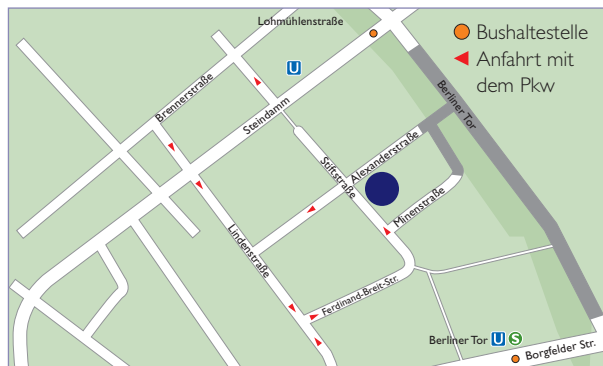 Lohmühlenstraße
Bushaltestelle
Anfahrt mit
dem Pkw
U
Brennerstraße
Steindamm
Berliner Tor
Stiftstraße
Alexanderstraße
Minenstraße
Lindenstraße
Ferdinand-Breit-Str.
Berliner Tor U S
Borgfelder Str.